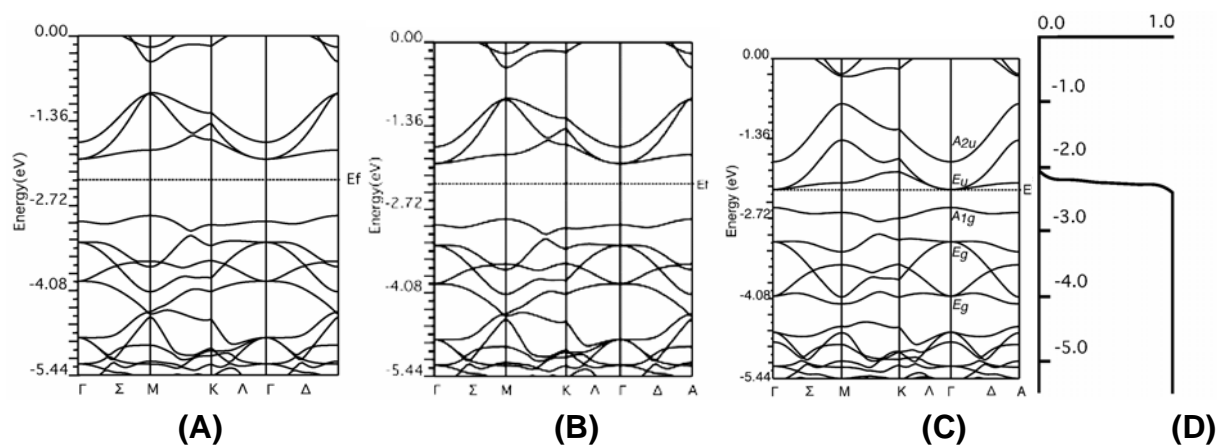 0.00
-1.36
-2.72
-4.08
-5.44
Energy(eV)
Ef
Γ Σ M K Λ Γ Δ
(A)
0.00
-1.36
-2.72
-4.08
-5.44
Energy (eV)
Ef
Γ Σ M K Λ Γ Δ A
(B)
0.00
-1.36
-2.72
-4.08
-5.44
Energy (eV)
A2u
Eu
E
A1g
Eg
Eg
Γ Σ M K Λ Γ Δ A
(C)
0.0 1.0
-1.0
-2.0
-3.0
-4.0
-5.0
(D)